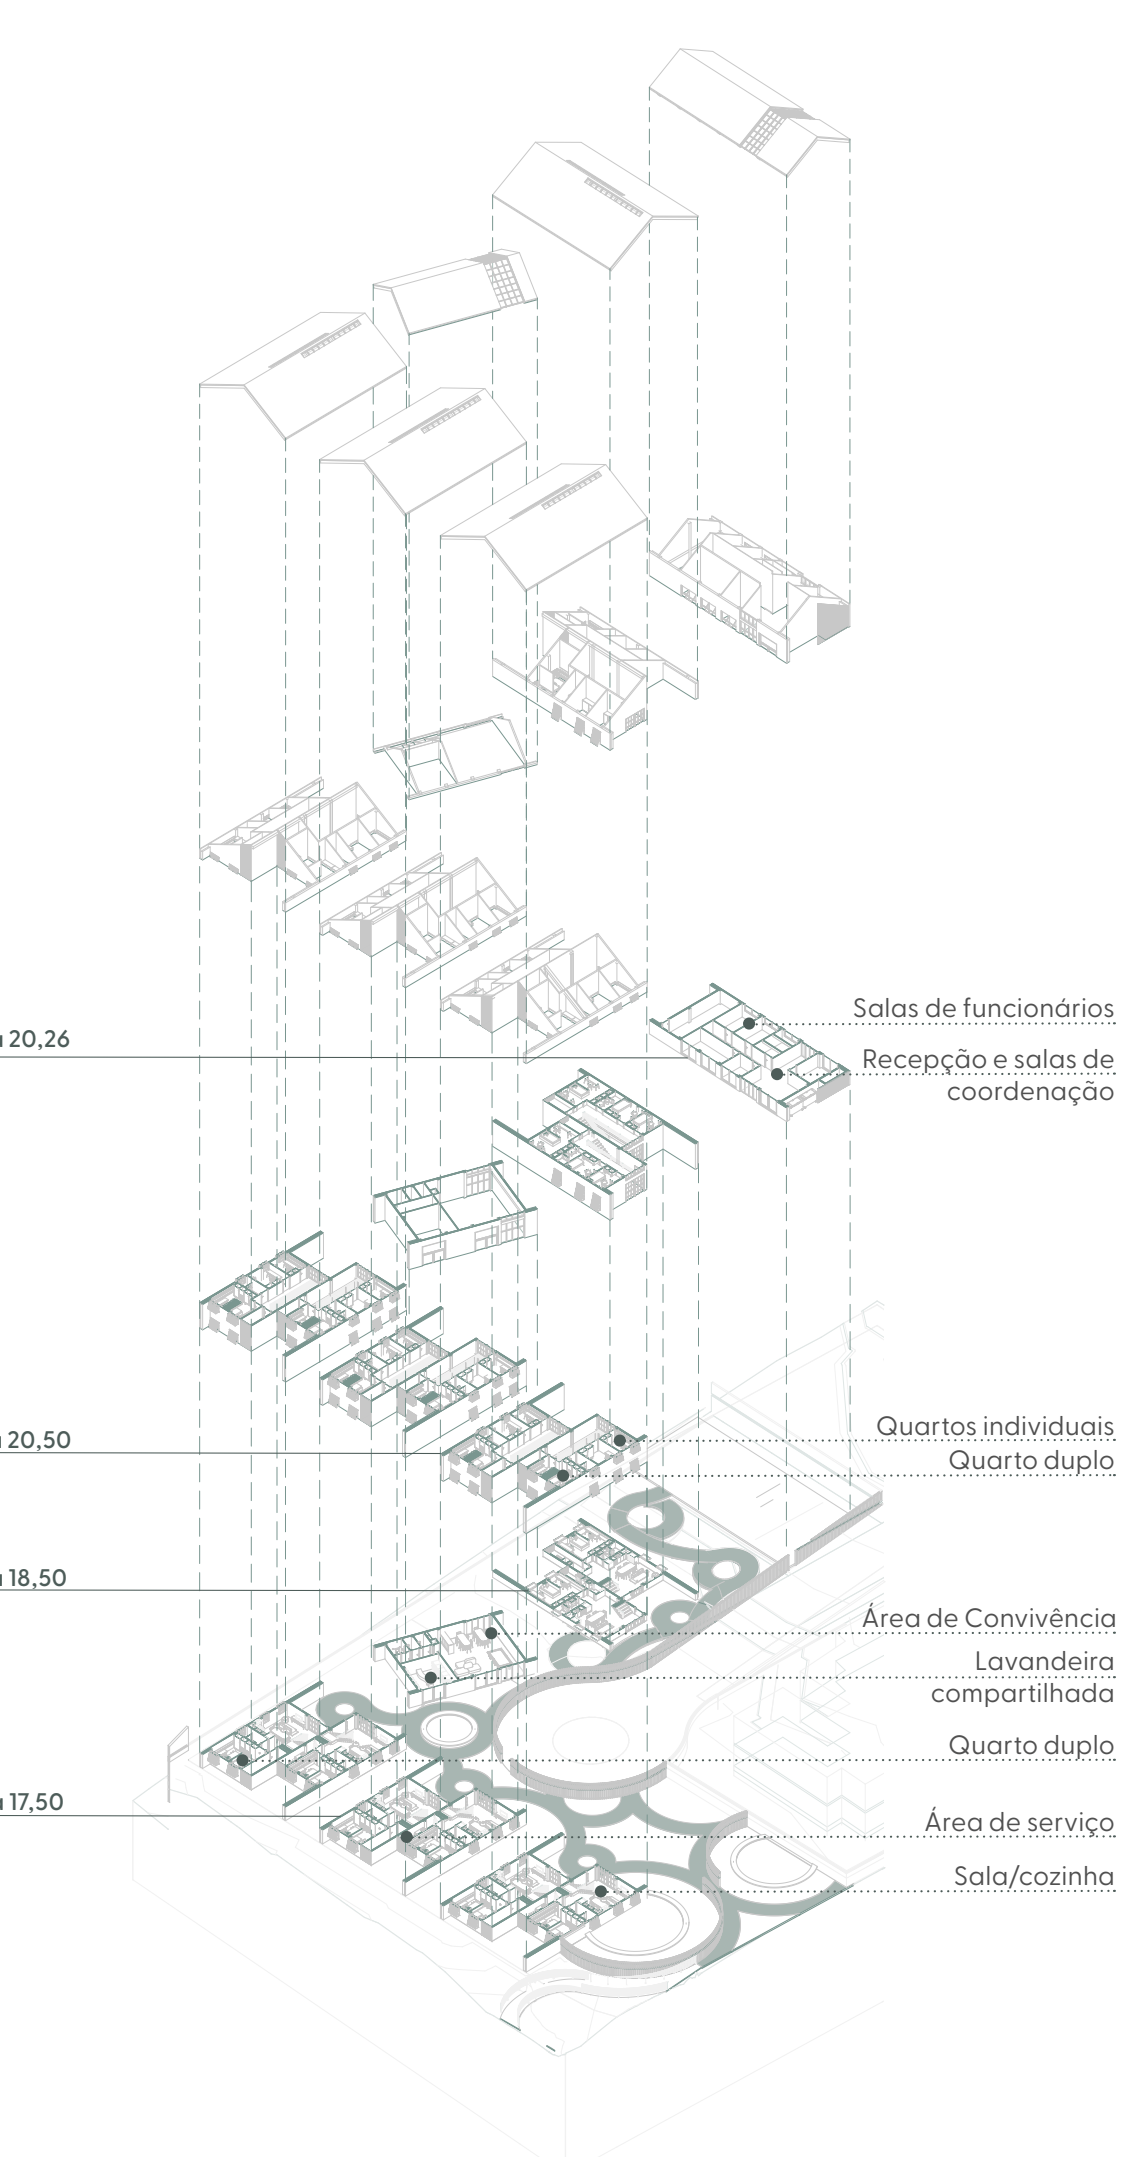 Salas de funcionários
20,26
Recepção e salas de
coordenação
Quartos individuais
20,50
Quarto duplo
18,50
Área de Convivência
Lavandeira
compartilhada
Quarto duplo
17,50
Área de serviço
Sala/cozinha